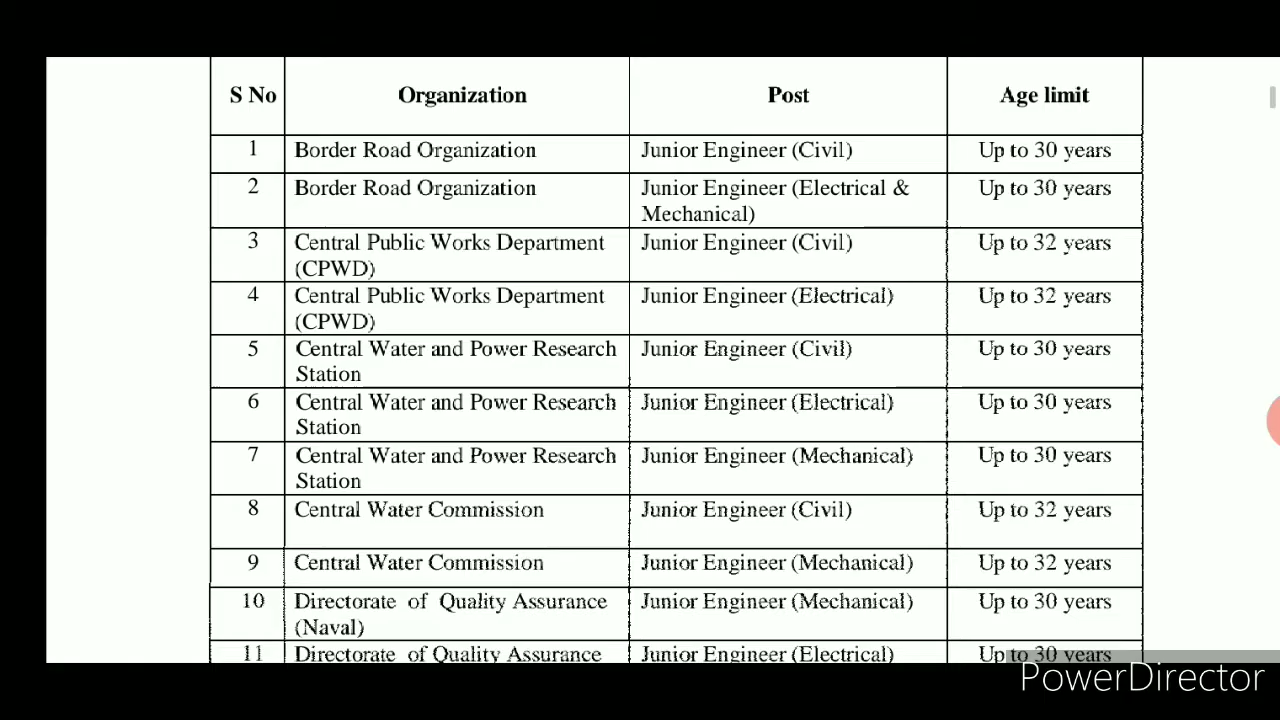 S No Organization Post Age limit
1 Border Road Organization Junior Engineer (Civil) Up to 30 years
2 Border Road Organization Junior Engineer (Electrical & Up to 30 years
Mechanical)
3 Central Public Works Department Junior Engineer (Civil) Up to 32 years
(CPWD)
4 Central Public Works Department Junior Engineer (Electrical) Up to 32 years
(CPWD)
5 Central Water and Power Research Junior Engineer (Civil) Up to 30 years
Station
6 Central Water and Power Research Junior Engineer (Electrical) Up to 30 years
Station
7 Central Water and Power Research Junior Engineer (Mechanical) Up to 30 years
Station
8 Central Water Commission Junior Engineer (Civil) Up to 32 years
9 Central Water Commission Junior Engineer (Mechanical) Up to 32 years
10 Directorate of Quality Assurance Junior Engineer (Mechanical) Up to 30 years
(Naval)
11 Directorate of Quality Assurance Junior Engineer (Electrical) Up to 30 years
PowerDirector